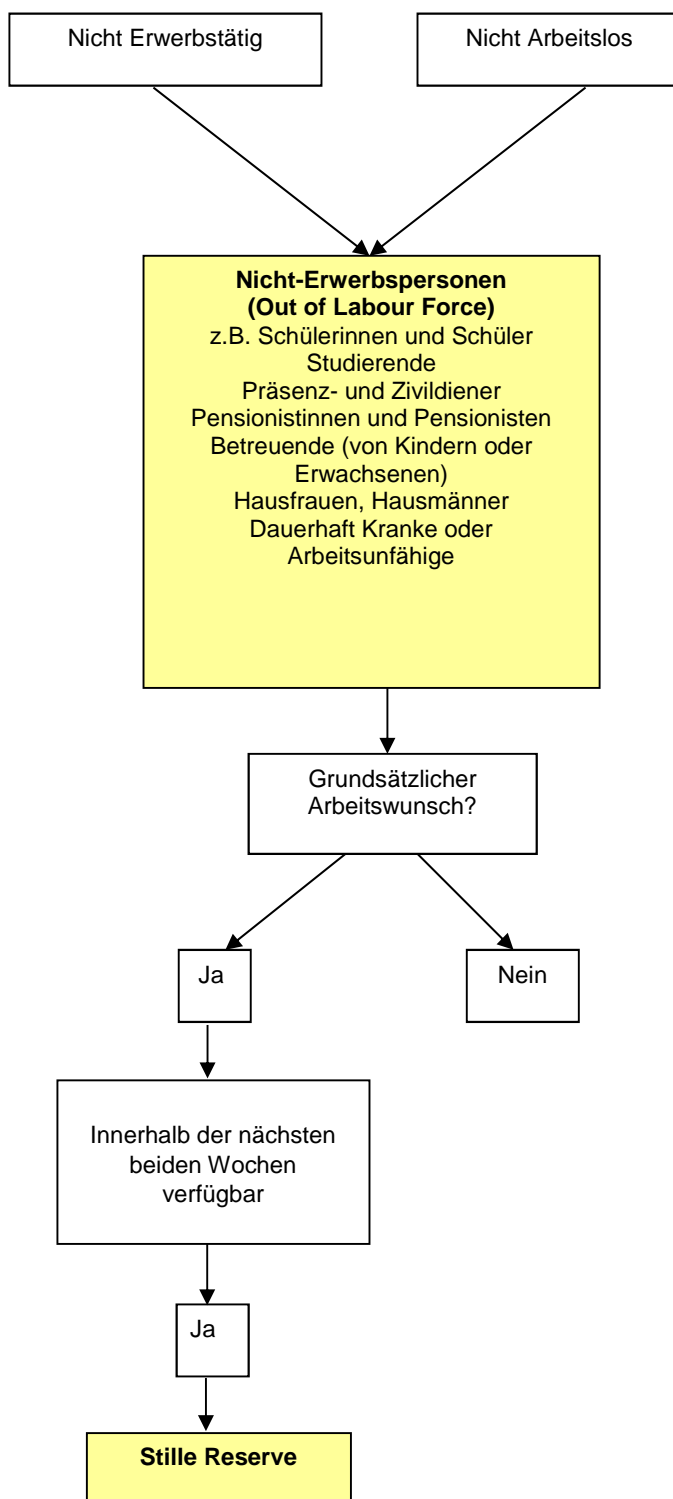 Nicht Erwerbstätig
Nicht Arbeitslos
Nicht-Erwerbspersonen
(Out of Labour Force)
z.B. Schülerinnen und Schüler
Studierende
Präsenz- und Zivildiener
Pensionistinnen und Pensionisten
Betreuende (von Kindern oder
Erwachsenen)
Hausfrauen, Hausmänner
Dauerhaft Kranke oder
Arbeitsunfähige
Grundsätzlicher
Arbeitswunsch?
Ja
Nein
Innerhalb der nächsten
beiden Wochen
verfügbar
Ja
Stille Reserve